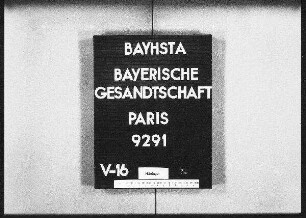 BAYHSTA
BAYERISCHE
GESANDTSCHAFT
PARIS
9291
V-16